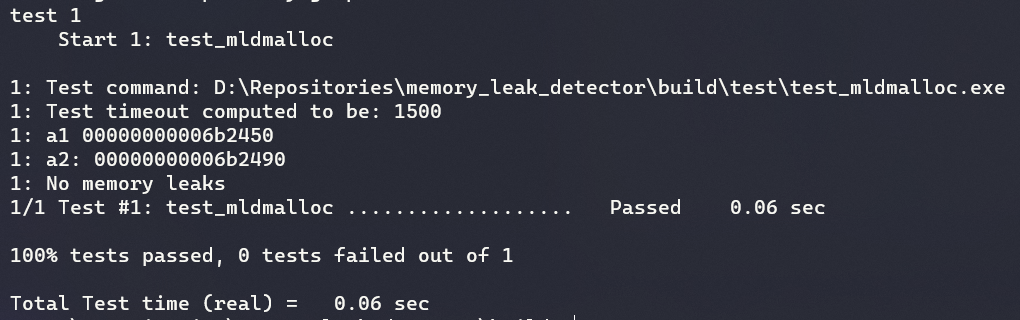 test 1
    Start 1: test_mldmalloc

1: Test command: D:\Repositories\memory_leak_detector\build\test\test_mldmalloc.exe
1: Test timeout computed to be: 1500
1: a1 00000000006b2450
1: a2: 00000000006b2490
1: No memory leaks
1/1 Test #1: test_mldmalloc ...................   Passed    0.06 sec

100% tests passed, 0 tests failed out of 1

Total Test time (real) =   0.06 sec